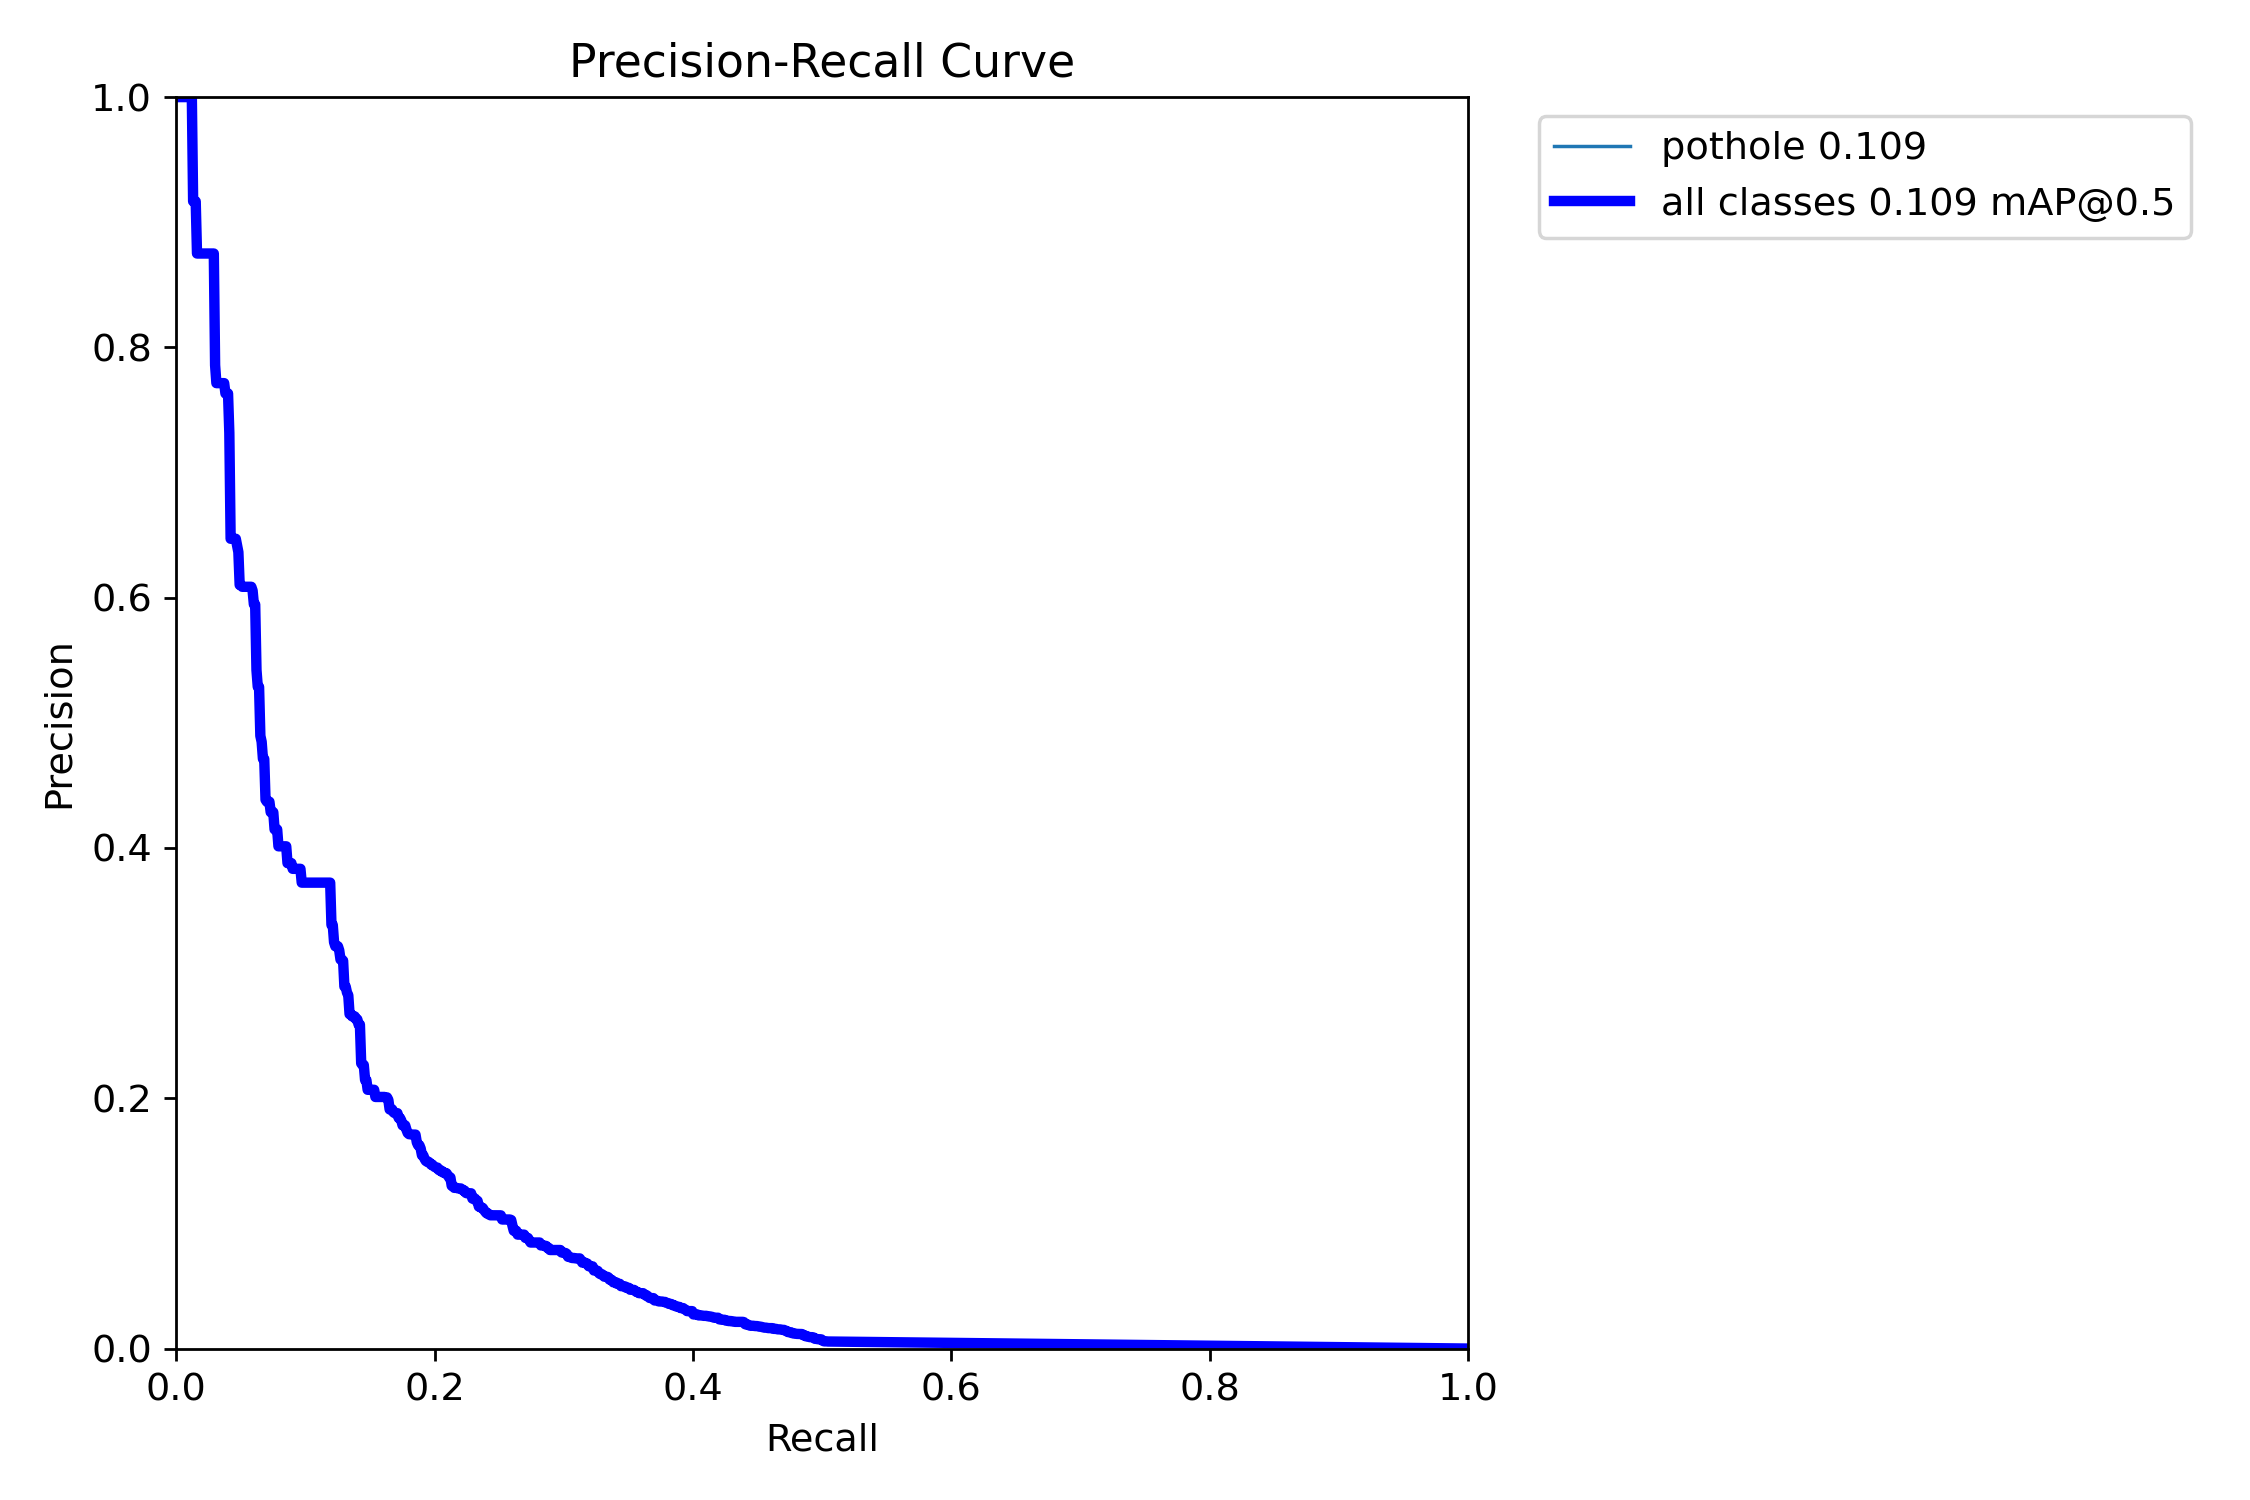 Precision-Recall Curve
pothole 0.109
all classes 0.109 mAP@0.5
Precision
1.0
0.8
0.6
0.4
0.2
0.0
0.0 0.2 0.4 0.6 0.8 1.0
Recall